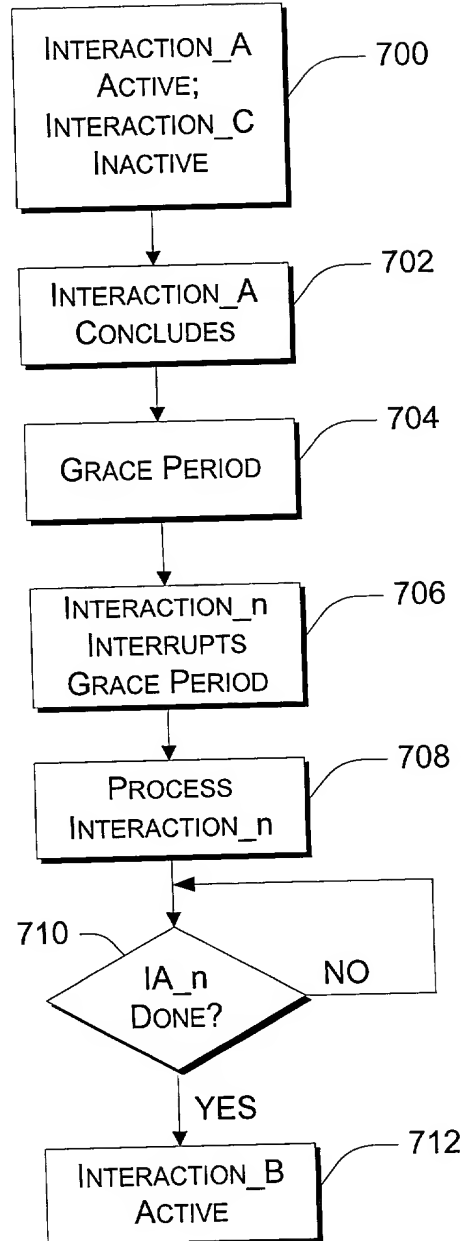 INTERACTION_A
ACTIVE;
INTERACTION_C
INACTIVE
700
INTERACTION_A
CONCLUDES
702
GRACE PERIOD
704
INTERACTION_n
INTERRUPTS
GRACE PERIOD
706
PROCESS
INTERACTION_n
708
710
IA_n
DONE?
NO
YES
INTERACTION_B
ACTIVE
712